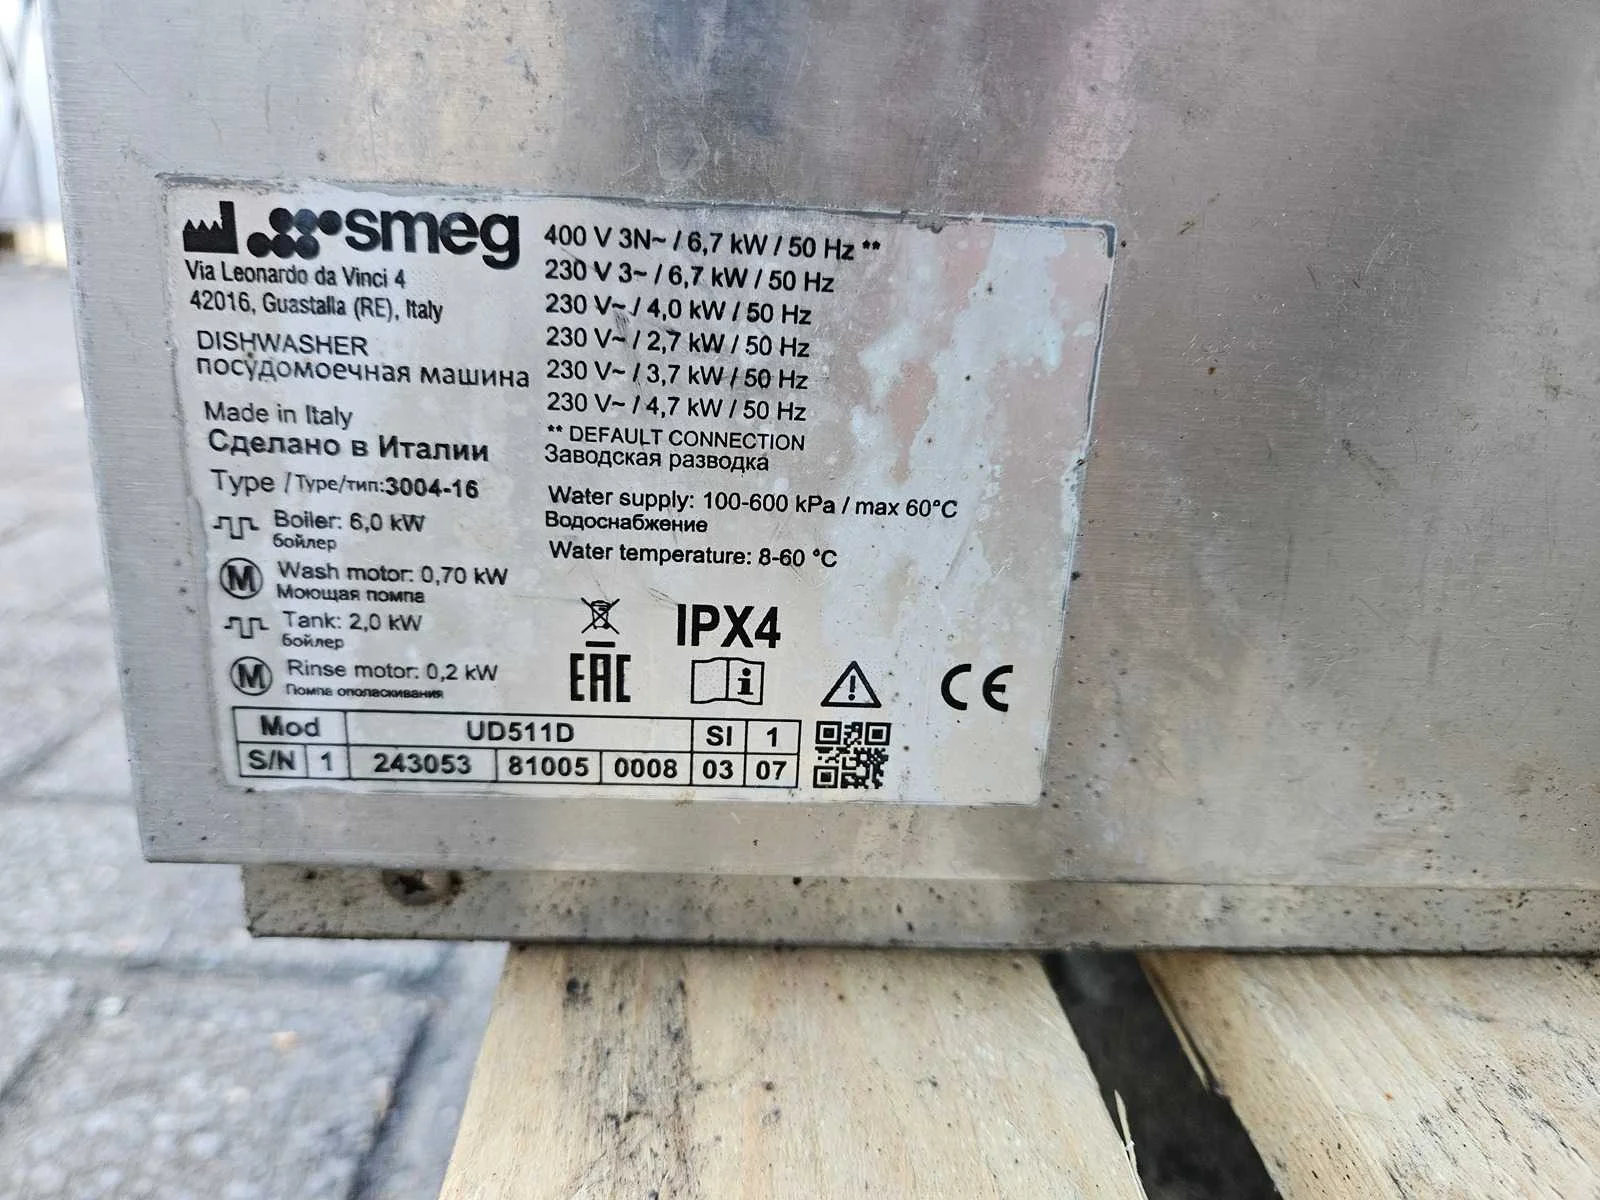 smeg
Via Leonardo da Vinci 4
42016, Guastalla (RE), Italy
DISHWASHER
посудомоечная машина
Made in Italy
Сделано в Италии
Type / Type/тип:3004-16
Boiler: 6,0 kW
бойлер
M Wash motor: 0,70 kW
Моющая помпа
Tank: 2,0 kW
бойлер
M Rinse motor: 0,2 kW
Помпа ополаскивания
400 V 3N~ / 6,7 kW / 50 Hz **
230 V 3~ / 6,7 kW / 50 Hz
230 V~ / 4,0 kW / 50 Hz
230 V~ / 2,7 kW / 50 Hz
230 V~ / 3,7 kW / 50 Hz
230 V~ / 4,7 kW / 50 Hz
** DEFAULT CONNECTION
Заводская разводка
Water supply: 100-600 kPa / max 60°C
Водоснабжение
Water temperature: 8-60 °C
IPX4
EAC i ! CE
Mod UD511D SI 1
S/N 1 243053 81005 0008 03 07